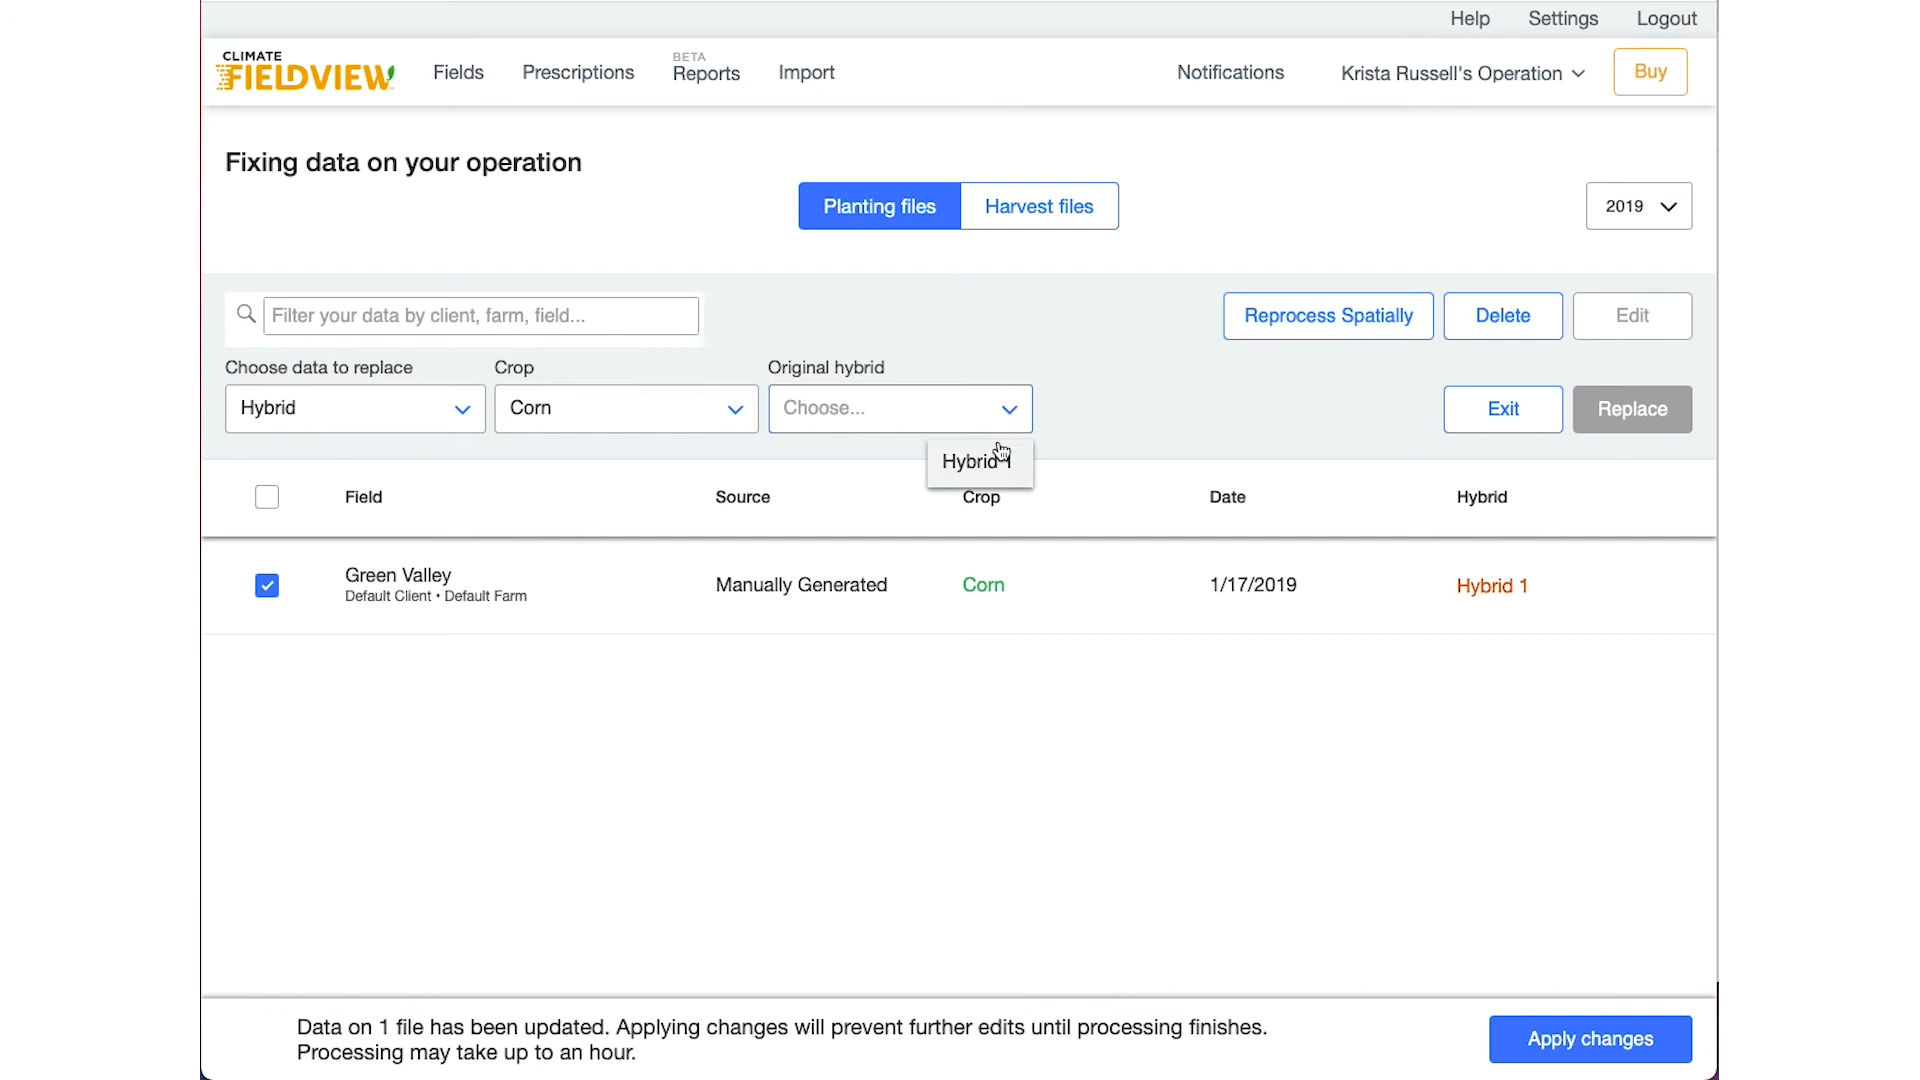 Help Settings Logout
CLIMATE
FIELDVIEW
Fields Prescriptions BETA Reports Import Notifications Krista Russell's Operation Buy
Fixing data on your operation
Planting files Harvest files 2019
Filter your data by client, farm, field... Reprocess Spatially Delete Edit
Choose data to replace Crop Original hybrid
Hybrid Corn Choose... Exit Replace
Hybrid 1
Field Source Crop Date Hybrid
Green Valley Manually Generated Corn 1/17/2019 Hybrid 1
Default Client • Default Farm
Data on 1 file has been updated. Applying changes will prevent further edits until processing finishes.
Processing may take up to an hour.
Apply changes